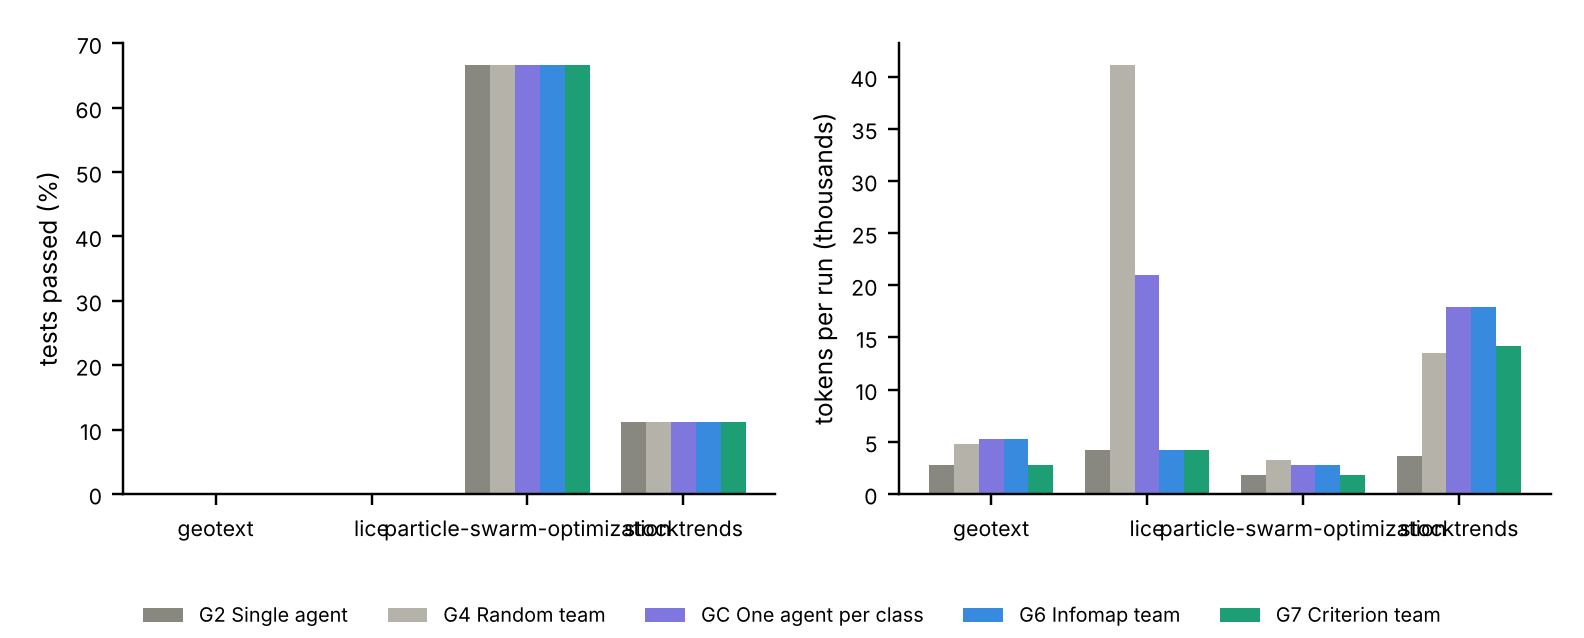 tests passed (%)
70
60
50
40
30
20
10
0
geotext
lice
particle-swarm-optimization
stocktrends
tokens per run (thousands)
40
35
30
25
20
15
10
5
0
geotext
lice
particle-swarm-optimization
stocktrends
G2 Single agent
G4 Random team
GC One agent per class
G6 Infomap team
G7 Criterion team